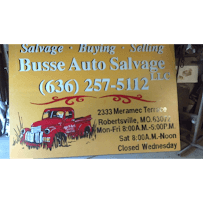 Salvage · Buying · Selling
Busse Auto Salvage
LLC
(636) 257-5112
2333 Meramec Terrace
Robertsville, MO. 63072
Mon-Fri 8:00A.M.-5:00P.M.
Sat 8:00A.M.-Noon
Closed Wednesday